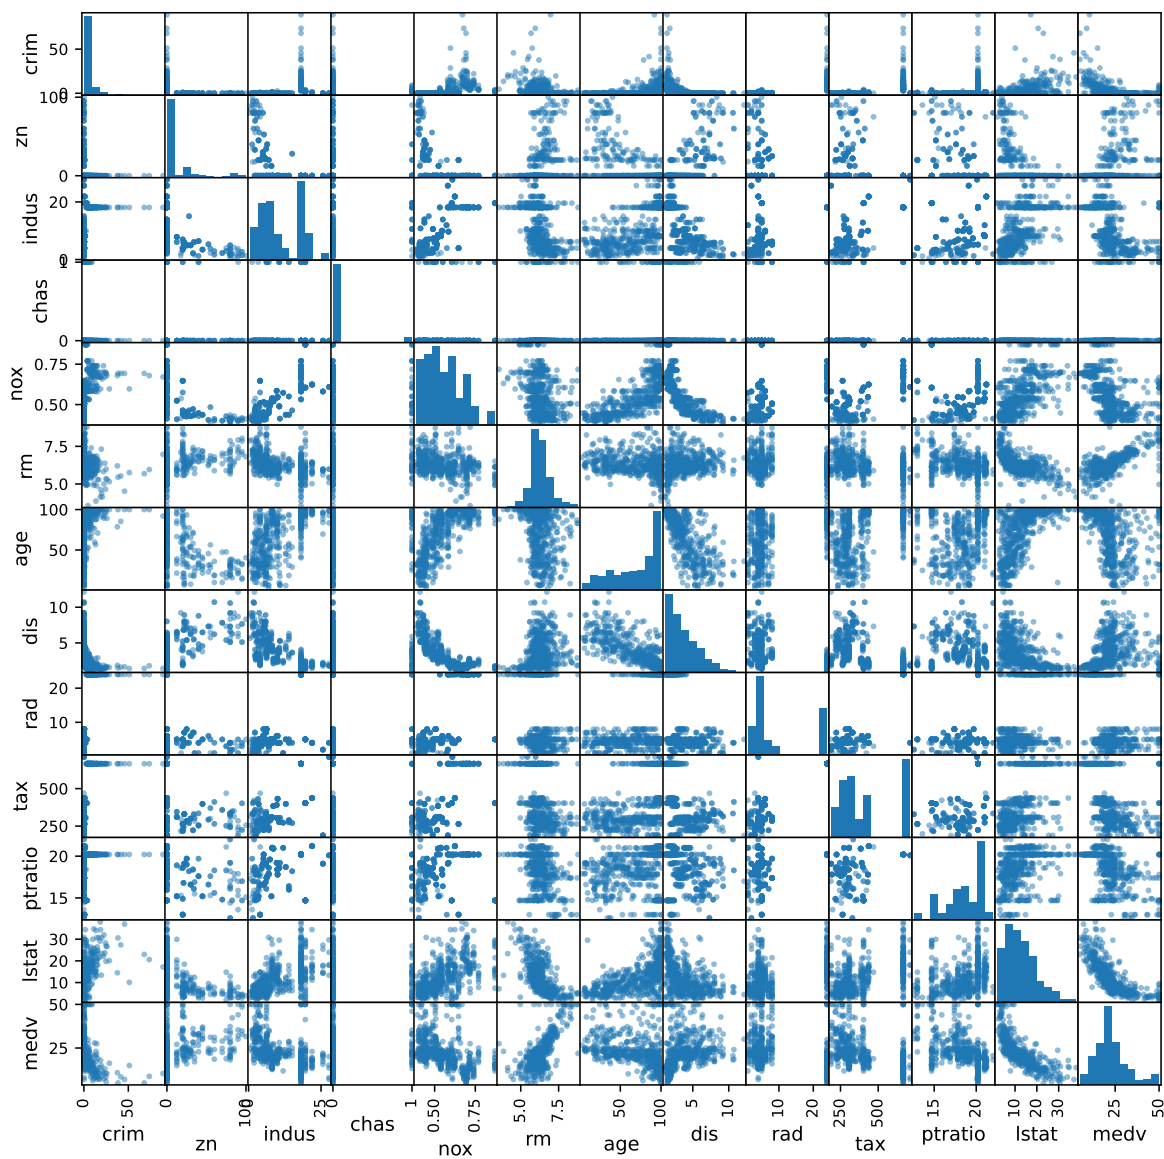 crim
50
0
zn
100
0
indus
20
0
chas
1
0
nox
0.75
0.50
rm
7.5
5.0
age
100
50
dis
10
5
rad
20
10
tax
500
250
ptratio
20
15
lstat
30
20
10
medv
50
25
0 50 0 100 0 25 0 1 0.50 0.75 5.0 7.5 50 100 5 10 10 20 250 500 15 20 10 20 30 25 50
crim zn indus chas nox rm age dis rad tax ptratio lstat medv